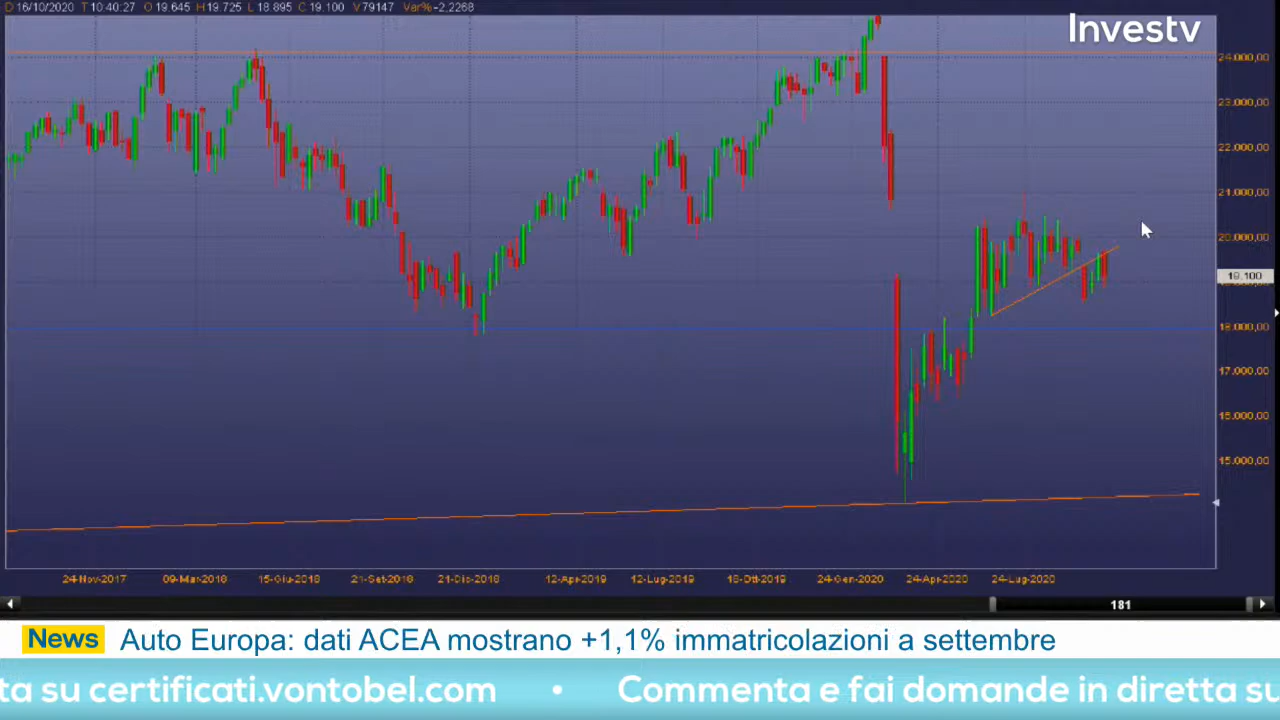 D 16/10/2020 T 10:40:27 O 19.645 H 19.725 L 18.895 C 19.100 V 79147 Var% -2,2268
Investv
24.000,00
23.000,00
22.000,00
21.000,00
20.000,00
19.100
18.000,00
17.000,00
16.000,00
15.000,00
24-Nov-2017 09-Mar-2018 15-Giu-2018 21-Set-2018 21-Dic-2018 12-Apr-2019 12-Lug-2019 18-Ott-2019 24-Gen-2020 24-Apr-2020 24-Lug-2020
181
News Auto Europa: dati ACEA mostrano +1,1% immatricolazioni a settembre
ta su certificati.vontobel.com • Commenta e fai domande in diretta su